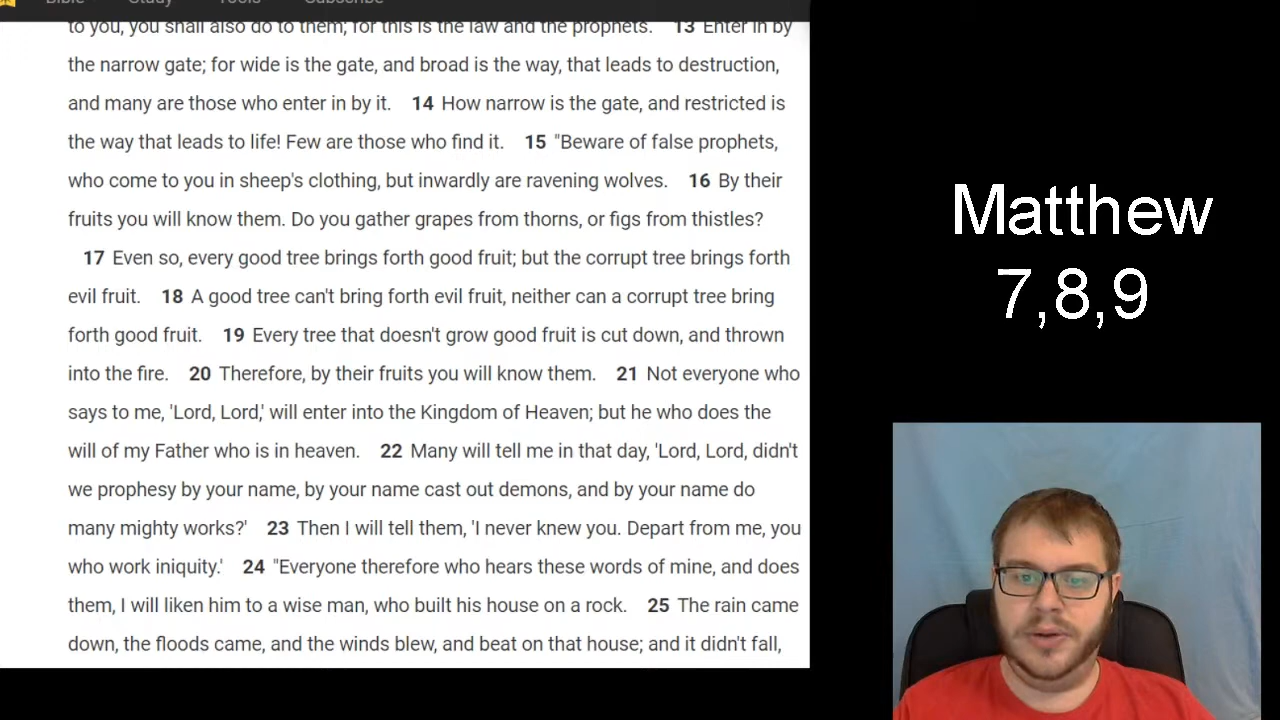 Bible Study Tools Subscribe
to you, you shall also do to them; for this is the law and the prophets. 13 Enter in by
the narrow gate; for wide is the gate, and broad is the way, that leads to destruction,
and many are those who enter in by it. 14 How narrow is the gate, and restricted is
the way that leads to life! Few are those who find it. 15 "Beware of false prophets,
who come to you in sheep's clothing, but inwardly are ravening wolves. 16 By their
fruits you will know them. Do you gather grapes from thorns, or figs from thistles?
17 Even so, every good tree brings forth good fruit; but the corrupt tree brings forth
evil fruit. 18 A good tree can't bring forth evil fruit, neither can a corrupt tree bring
forth good fruit. 19 Every tree that doesn't grow good fruit is cut down, and thrown
into the fire. 20 Therefore, by their fruits you will know them. 21 Not everyone who
says to me, 'Lord, Lord,' will enter into the Kingdom of Heaven; but he who does the
will of my Father who is in heaven. 22 Many will tell me in that day, 'Lord, Lord, didn't
we prophesy by your name, by your name cast out demons, and by your name do
many mighty works?' 23 Then I will tell them, 'I never knew you. Depart from me, you
who work iniquity.' 24 "Everyone therefore who hears these words of mine, and does
them, I will liken him to a wise man, who built his house on a rock. 25 The rain came
down, the floods came, and the winds blew, and beat on that house; and it didn't fall,
Matthew
7,8,9